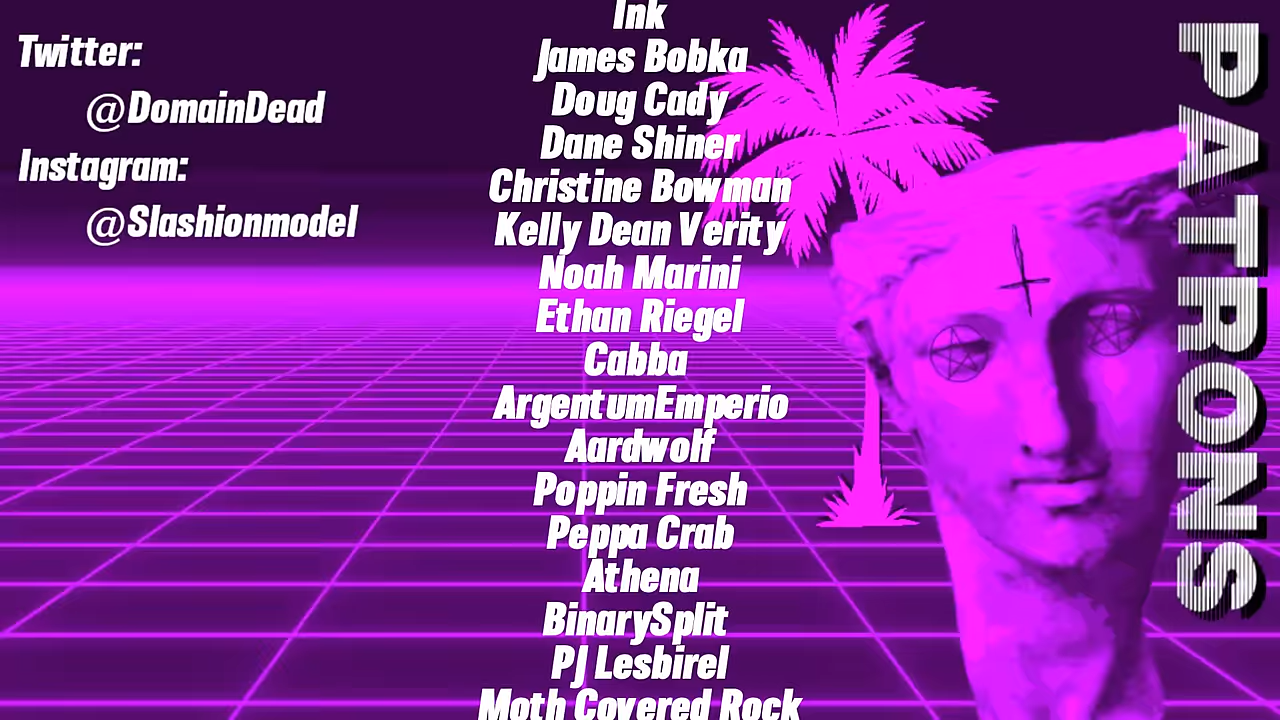 Twitter:
@DomainDead
Instagram:
@Slashionmodel
Ink
James Bobka
Doug Cady
Dane Shiner
Christine Bowman
Kelly Dean Verity
Noah Marini
Ethan Riegel
Cabba
ArgentumEmperio
Aardwolf
Poppin Fresh
Peppa Crab
Athena
BinarySplit
PJ Lesbirel
Moth Covered Rock
PATRONS